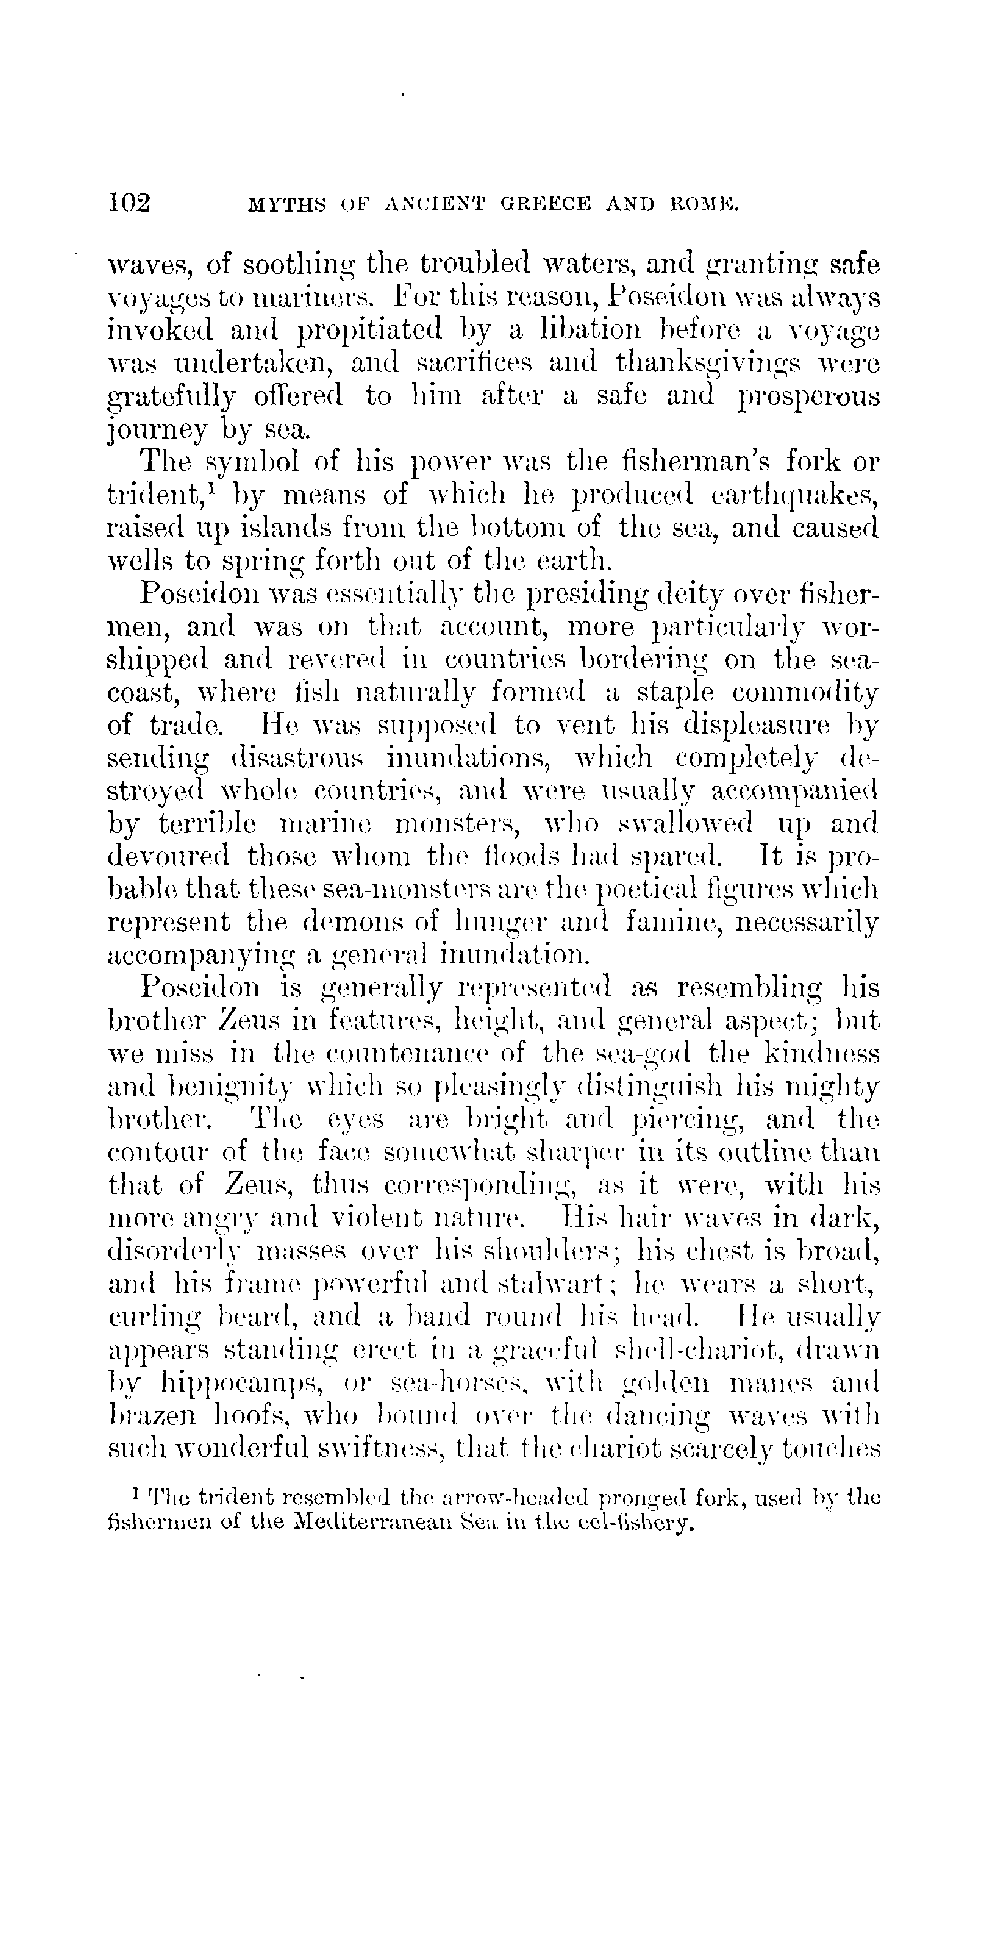 102 MYTHS OF ANCIENT GREECE AND ROME.
waves, of soothing the troubled waters, and granting safe
voyages to mariners. For this reason, Poseidon was always
invoked and propitiated by a libation before a voyage
was undertaken, and sacrifices and thanksgivings were
gratefully offered to him after a safe and prosperous
journey by sea.
The symbol of his power was the fisherman's fork or
trident,¹ by means of which he produced earthquakes,
raised up islands from the bottom of the sea, and caused
wells to spring forth out of the earth.
Poseidon was essentially the presiding deity over fisher-
men, and was on that account, more particularly wor-
shipped and revered in countries bordering on the sea-
coast, where fish naturally formed a staple commodity
of trade. He was supposed to vent his displeasure by
sending disastrous inundations, which completely de-
stroyed whole countries, and were usually accompanied
by terrible marine monsters, who swallowed up and
devoured those whom the floods had spared. It is pro-
bable that these sea-monsters are the poetical figures which
represent the demons of hunger and famine, necessarily
accompanying a general inundation.
Poseidon is generally represented as resembling his
brother Zeus in features, height, and general aspect; but
we miss in the countenance of the sea-god the kindness
and benignity which so pleasingly distinguish his mighty
brother. The eyes are bright and piercing, and the
contour of the face somewhat sharper in its outline than
that of Zeus, thus corresponding, as it were, with his
more angry and violent nature. His hair waves in dark,
disorderly masses over his shoulders; his chest is broad,
and his frame powerful and stalwart; he wears a short,
curling beard, and a band round his head. He usually
appears standing erect in a graceful shell-chariot, drawn
by hippocamps, or sea-horses, with golden manes and
brazen hoofs, who bound over the dancing waves with
such wonderful swiftness, that the chariot scarcely touches
¹ The trident resembled the arrow-headed pronged fork, used by the
fishermen of the Mediterranean Sea in the eel-fishery.